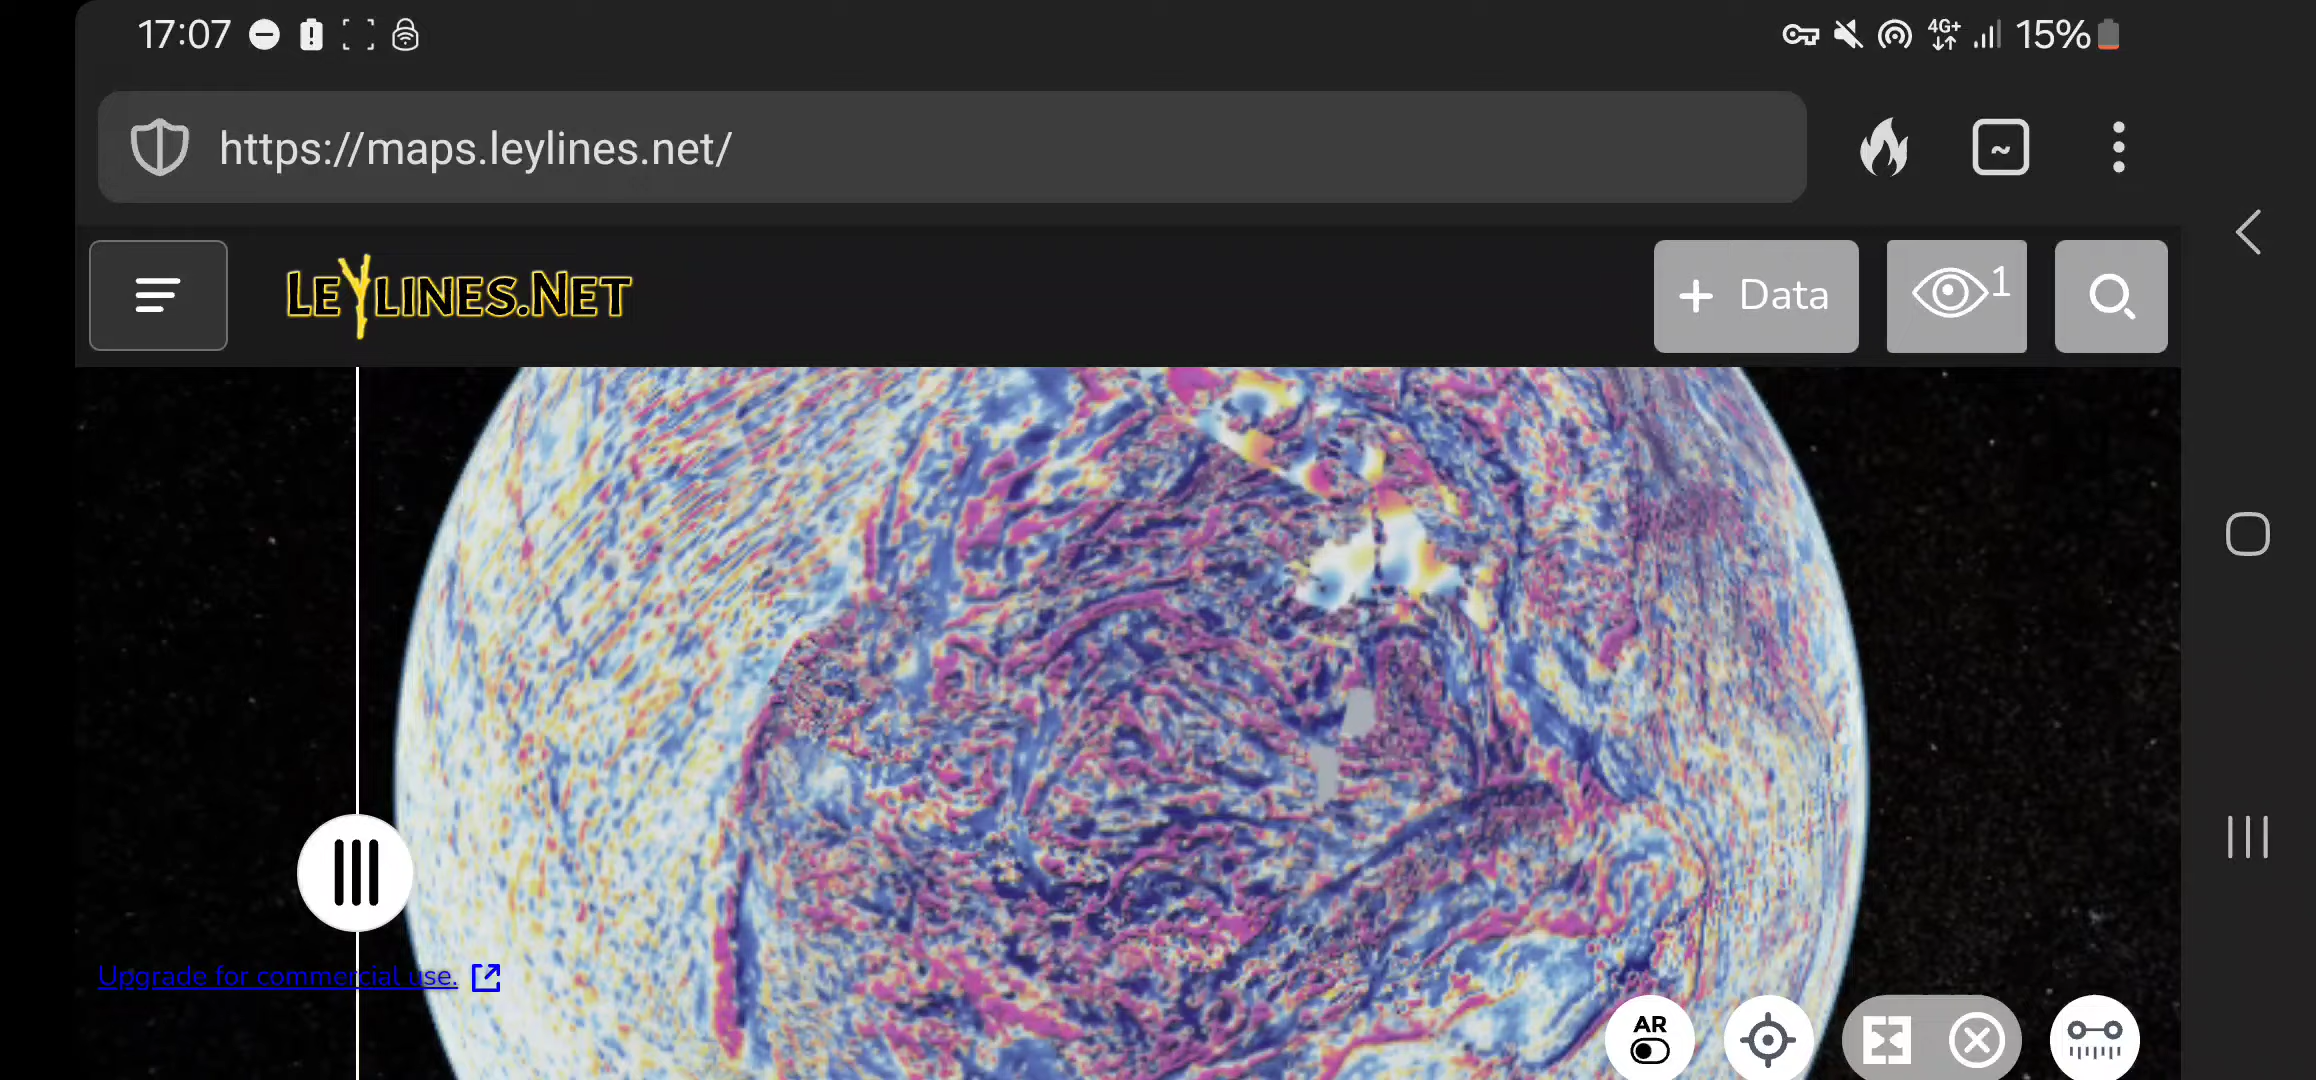 17:07
4G+
15%
https://maps.leylines.net/
LEYLINES.NET
+ Data
1
Upgrade for commercial use.
AR